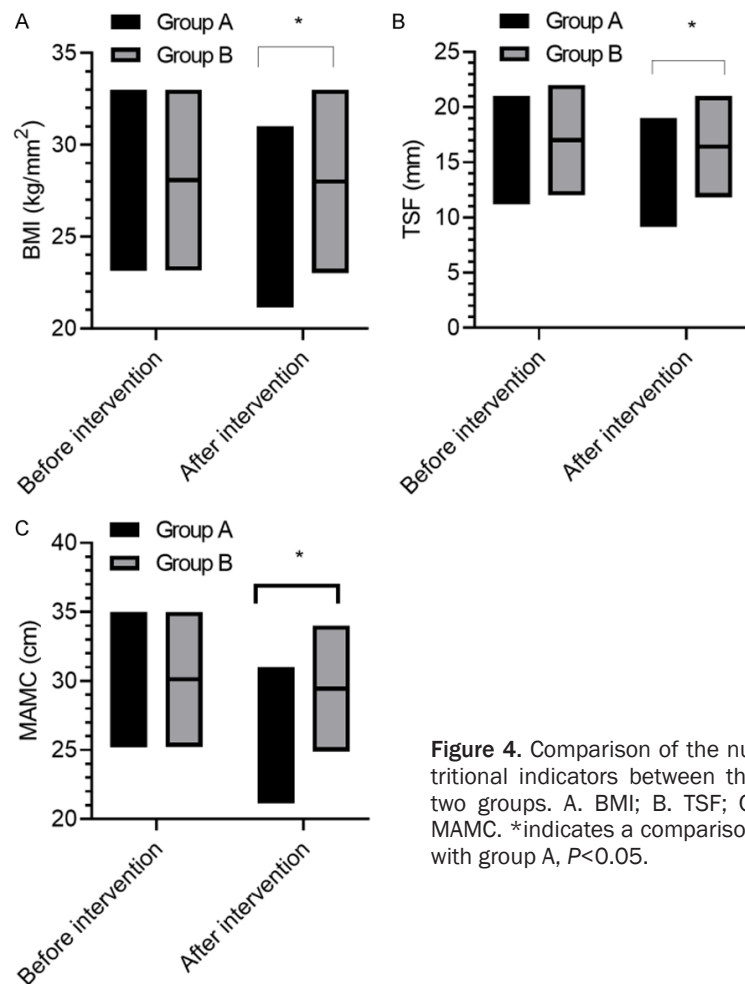 A
Group A
Group B
*
35
30
25
20
BMI (kg/mm²)
Before intervention
After intervention
B
Group A
Group B
*
25
20
15
10
5
0
TSF (mm)
Before intervention
After intervention
C
Group A
Group B
*
40
35
30
25
20
MAMC (cm)
Before intervention
After intervention
Figure 4. Comparison of the nu
tritional indicators between th
two groups. A. BMI; B. TSF; C
MAMC. *indicates a compariso
with group A, P<0.05.